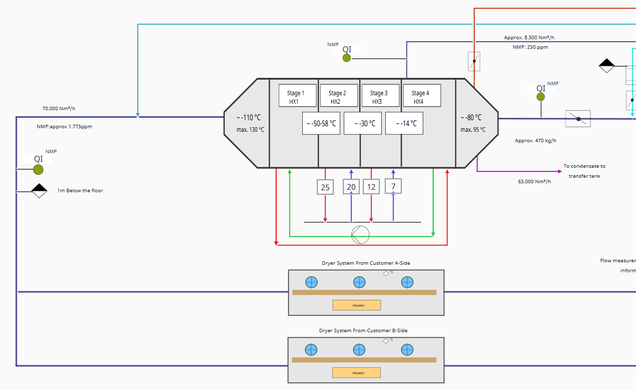 Approx. 8.500 Nm³/h
NMP
QI
NMP: 250 ppm
NMP
QI
70.000 Nm³/h
NMP:approx 1.775ppm
Stage 1
HX1
Stage 2
HX2
Stage 3
HX3
Stage 4
HX4
~-110 °C
max. 130 °C
~-50-58 °C
~-30 °C
~-14 °C
~-80 °C
max. 95 °C
NMP
QI
Approx. 470 kg/h
To condensate to
transfer tank
63.000 Nm³/h
1m Below the floor
25
20
12
7
Flow measurer
inform
Dryer System From Customer A-Side
Dryer System From Customer B-Side